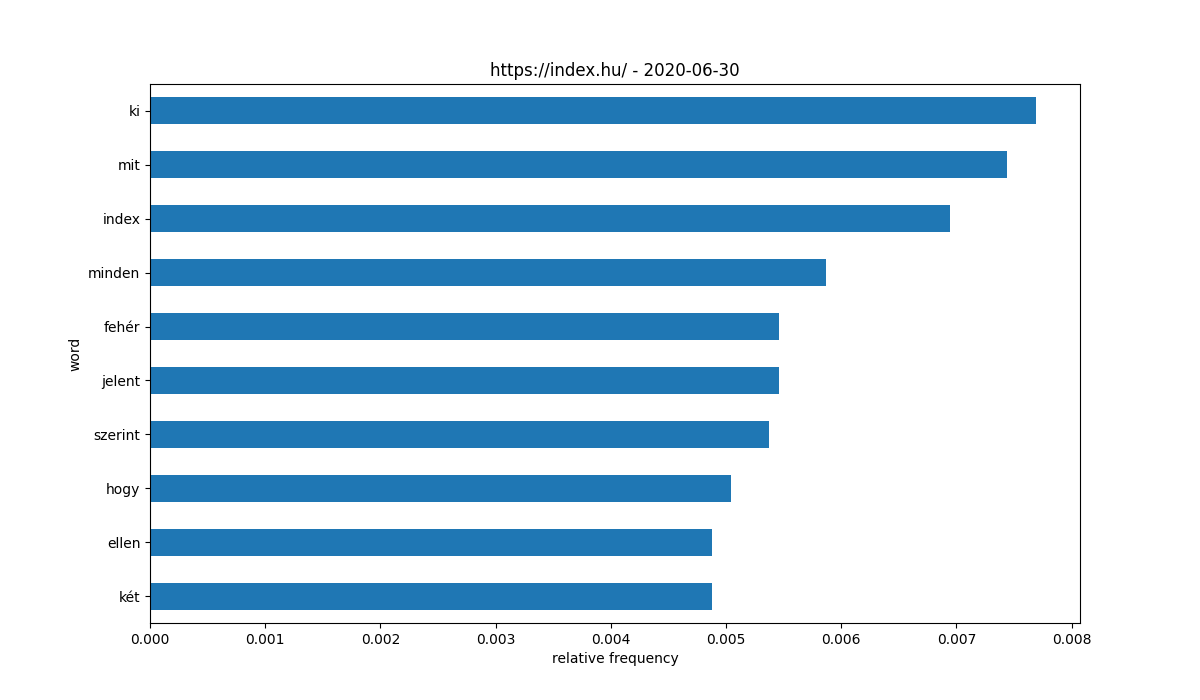 https://index.hu/ - 2020-06-30
word
ki
mit
index
minden
fehér
jelent
szerint
hogy
ellen
két
0.000 0.001 0.002 0.003 0.004 0.005 0.006 0.007 0.008
relative frequency